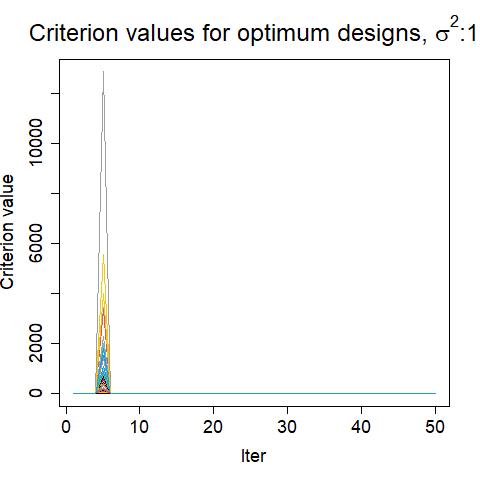 Criterion values for optimum designs, σ²:1
Criterion value
10000
6000
2000
0
0 10 20 30 40 50
Iter